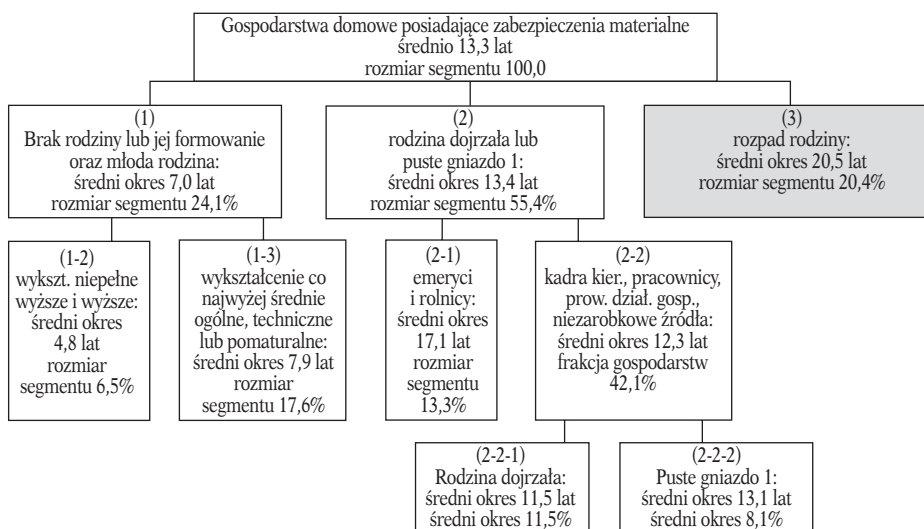 Gospodarstwa domowe posiadające zabezpieczenia materialne
średnio 13,3 lat
rozmiar segmentu 100,0
(1)
Brak rodziny lub jej formowanie
oraz młoda rodzina:
średni okres 7,0 lat
rozmiar segmentu 24,1%
(2)
rodzina dojrzała lub
puste gniazdo 1:
średni okres 13,4 lat
rozmiar segmentu 55,4%
(3)
rozpad rodziny:
średni okres 20,5 lat
rozmiar segmentu 20,4%
(1-2)
wykszt. niepełne
wyższe i wyższe:
średni okres
4,8 lat
rozmiar
segmentu 6,5%
(1-3)
wykształcenie co
najwyżej średnie
ogólne, techniczne
lub pomaturalne:
średni okres 7,9 lat
rozmiar
segmentu 17,6%
(2-1)
emeryci
i rolnicy:
średni okres
17,1 lat
rozmiar
segmentu
13,3%
(2-2)
kadra kier., pracownicy,
prow. dział. gosp.,
niezarobkowe źródła:
średni okres 12,3 lat
frakcja gospodarstw
42,1%
(2-2-1)
Rodzina dojrzała:
średni okres 11,5 lat
średni okres 11,5%
(2-2-2)
Puste gniazdo 1:
średni okres 13,1 lat
średni okres 8,1%